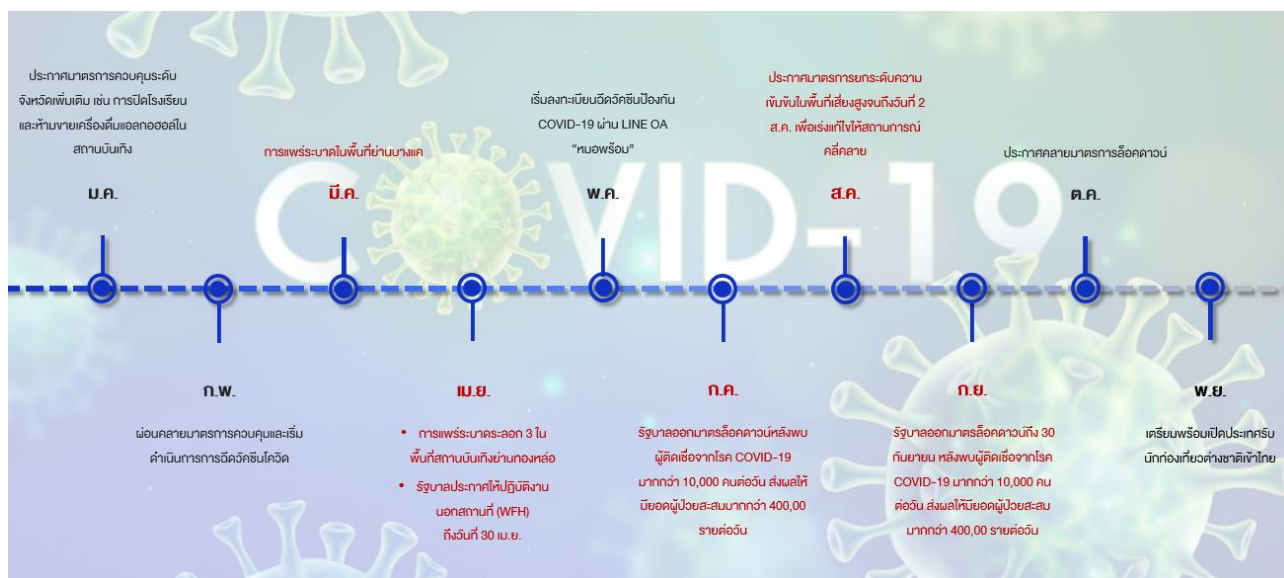 ประกาศมาตรการควบคุมระดับ
จังหวัดเพิ่มเติม เช่น การปิดโรงเรียน
และห้ามขายเครื่องดื่มแอลกอฮอล์ใน
สถานบันเทิง
ม.ค.
การแพร่ระบาดในพื้นที่ย่านบางแค
มี.ค.
เริ่มลงทะเบียนฉีดวัคซีนป้องกัน
COVID-19 ผ่าน LINE OA
“หมอพร้อม”
พ.ค.
ประกาศมาตรการยกระดับความ
เข้มข้นในพื้นที่เสี่ยงสูงจนถึงวันที่ 2
ส.ค. เพื่อเร่งแก้ไขให้สถานการณ์
คลี่คลาย
ส.ค.
ประกาศคลายมาตรการล็อคดาวน์
ต.ค.
COVID-19
ก.พ.
ผ่อนคลายมาตรการควบคุมและเริ่ม
ดำเนินการการฉีดวัคซีนโควิด
เม.ย.
• การแพร่ระบาดระลอก 3 ใน
พื้นที่สถานบันเทิงย่านทองหล่อ
• รัฐบาลประกาศให้ปฏิบัติงาน
นอกสถานที่ (WFH)
ถึงวันที่ 30 เม.ย.
ก.ค.
รัฐบาลออกมาตรล็อคดาวน์หลังพบ
ผู้ติดเชื้อจากโรค COVID-19
มากกว่า 10,000 คนต่อวัน ส่งผลให้
มียอดผู้ป่วยสะสมมากกว่า 400,00
รายต่อวัน
ก.ย.
รัฐบาลออกมาตรล็อคดาวน์ถึง 30
กันยายน หลังพบผู้ติดเชื้อจากโรค
COVID-19 มากกว่า 10,000 คน
ต่อวัน ส่งผลให้มียอดผู้ป่วยสะสม
มากกว่า 400,00 รายต่อวัน
พ.ย.
เตรียมพร้อมเปิดประเทศรับ
นักท่องเที่ยวต่างชาติเข้าไทย